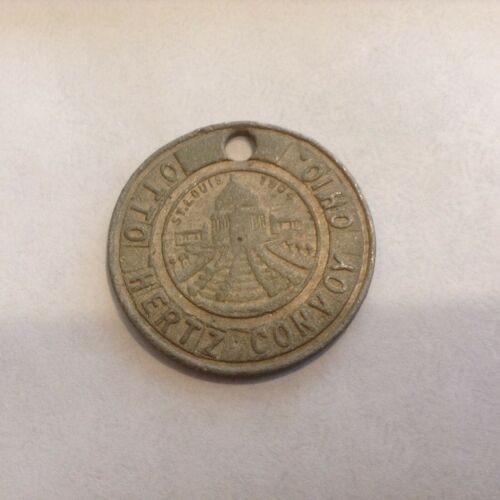 OTTO HERTZ CONVOY OHIO.
ST. LOUIS 1904